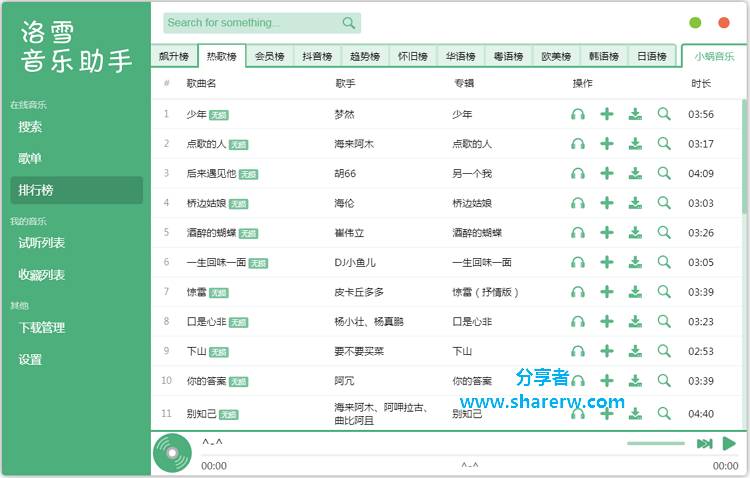 洛雪
音乐助手
Search for something...
飙升榜 热歌榜 会员榜 抖音榜 趋势榜 怀旧榜 华语榜 粤语榜 欧美榜 韩语榜 日语榜 小蜗音乐
在线音乐
搜索
歌单
排行榜
我的音乐
试听列表
收藏列表
其他
下载管理
设置
# 歌曲名 歌手 专辑 操作 时长
1 少年 无损 梦然 少年 03:56
2 点歌的人 无损 海来阿木 点歌的人 03:17
3 后来遇见他 无损 胡66 另一个我 04:09
4 桥边姑娘 无损 海伦 桥边姑娘 03:03
5 酒醉的蝴蝶 无损 崔伟立 酒醉的蝴蝶 03:26
6 一生回味一面 无损 DJ小鱼儿 一生回味一面 03:05
7 惊雷 无损 皮卡丘多多 惊雷（抒情版） 03:39
8 口是心非 无损 杨小壮、杨真鹂 口是心非 03:23
9 下山 无损 要不要买菜 下山 02:53
10 你的答案 无损 阿冗 你的答案 03:39
11 别知己 无损 海来阿木、阿呷拉古、 别知己 04:40
曲比阿且
分享者
www.sharerw.com
^-^
00:00 ^-^ 00:00